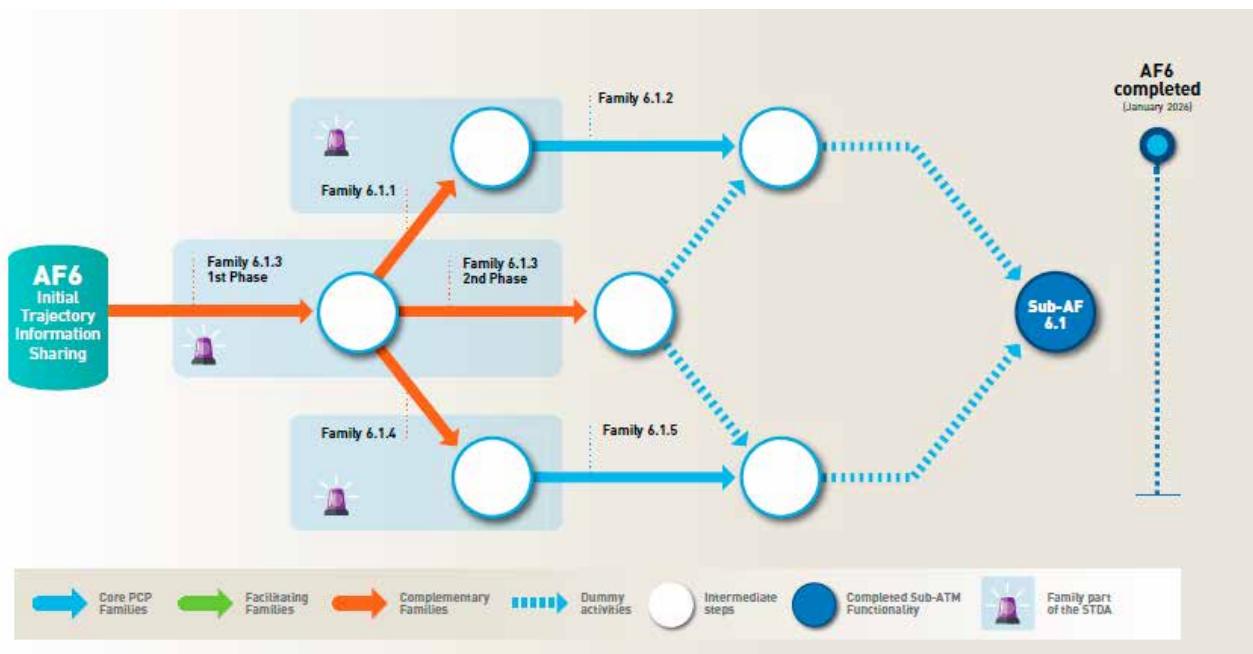 AF6
completed
(January 2026)
Family 6.1.2
Family 6.1.1
AF6
Initial
Trajectory
Information
Sharing
Family 6.1.3
1st Phase
Family 6.1.3
2nd Phase
Sub-AF
6.1
Family 6.1.4
Family 6.1.5
Core PCP
Families
Facilitating
Families
Complementary
Families
Dummy
activities
Intermediate
steps
Completed Sub-ATM
Functionality
Family part
of the STDA